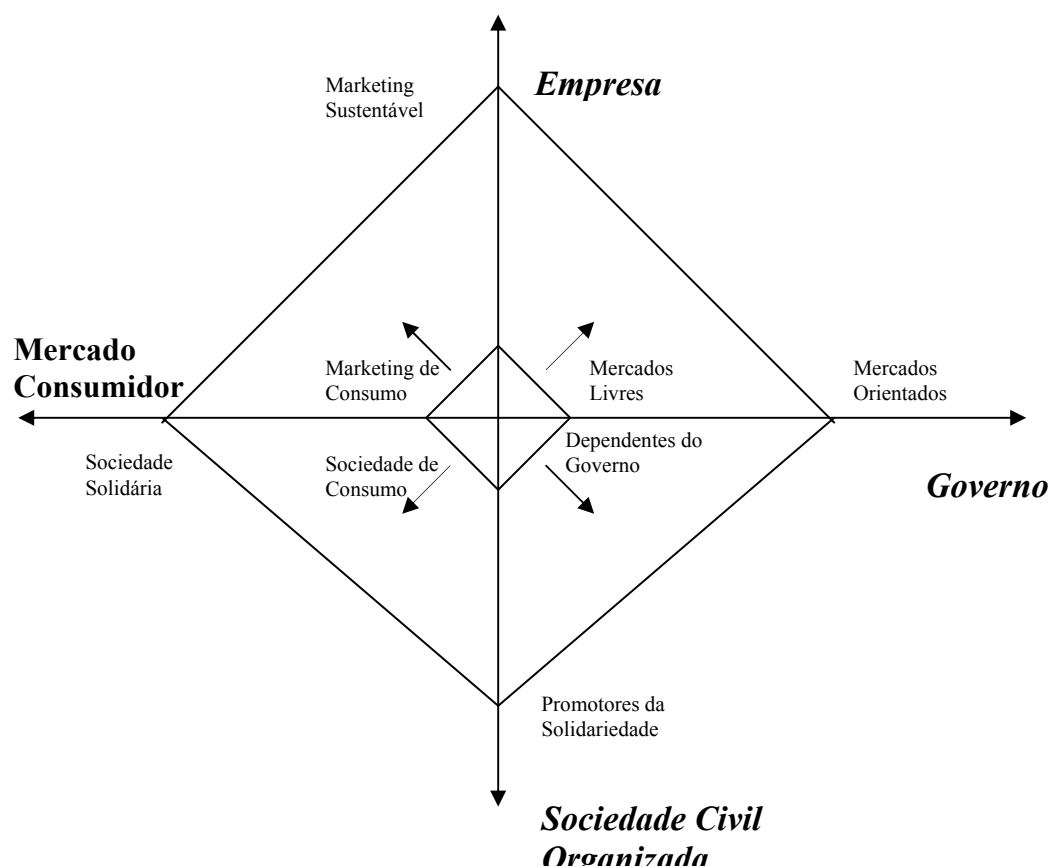 Marketing
Sustentável
Empresa
Mercado
Consumidor
Marketing de
Consumo
Mercados
Livres
Mercados
Orientados
Sociedade
Solidária
Sociedade de
Consumo
Dependentes do
Governo
Governo
Promotores da
Solidariedade
Sociedade Civil
Organizada